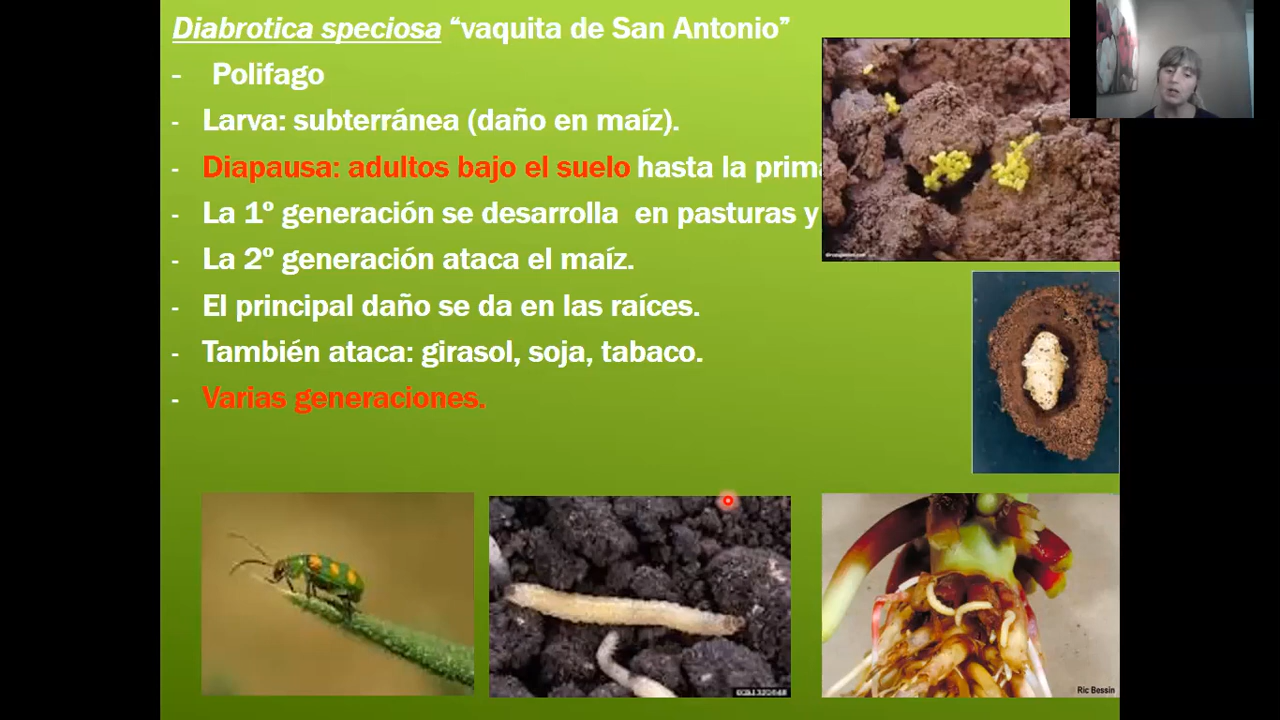 Diabrotica speciosa “vaquita de San Antonio”
- Polifago
- Larva: subterránea (daño en maíz).
- Diapausa: adultos bajo el suelo hasta la prima
- La 1º generación se desarrolla en pasturas y
- La 2º generación ataca el maíz.
- El principal daño se da en las raíces.
- También ataca: girasol, soja, tabaco.
- Varias generaciones.
Ric Bessin